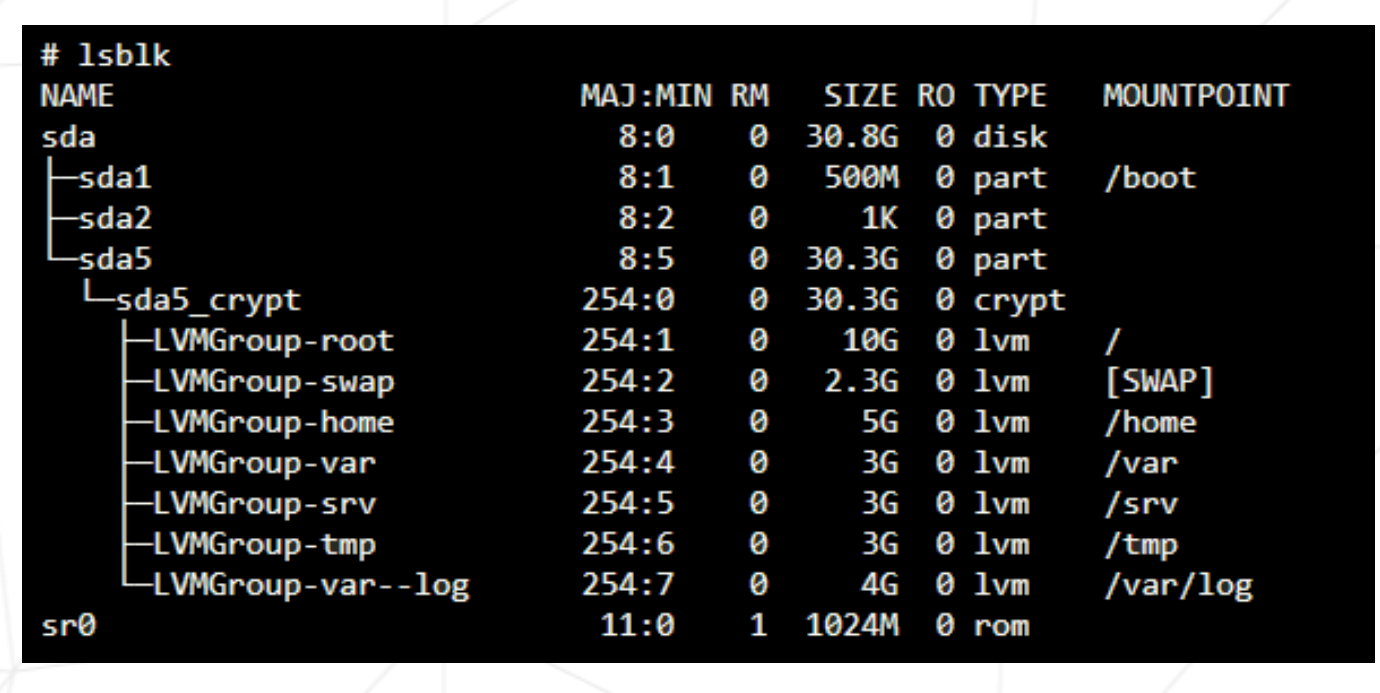 # lsblk
NAME MAJ:MIN RM SIZE RO TYPE MOUNTPOINT
sda 8:0 0 30.8G 0 disk
├─sda1 8:1 0 500M 0 part /boot
├─sda2 8:2 0 1K 0 part
└─sda5 8:5 0 30.3G 0 part
└─sda5_crypt 254:0 0 30.3G 0 crypt
├─LVMGroup-root 254:1 0 10G 0 lvm /
├─LVMGroup-swap 254:2 0 2.3G 0 lvm [SWAP]
├─LVMGroup-home 254:3 0 5G 0 lvm /home
├─LVMGroup-var 254:4 0 3G 0 lvm /var
├─LVMGroup-srv 254:5 0 3G 0 lvm /srv
├─LVMGroup-tmp 254:6 0 3G 0 lvm /tmp
└─LVMGroup-var--log 254:7 0 4G 0 lvm /var/log
sr0 11:0 1 1024M 0 rom